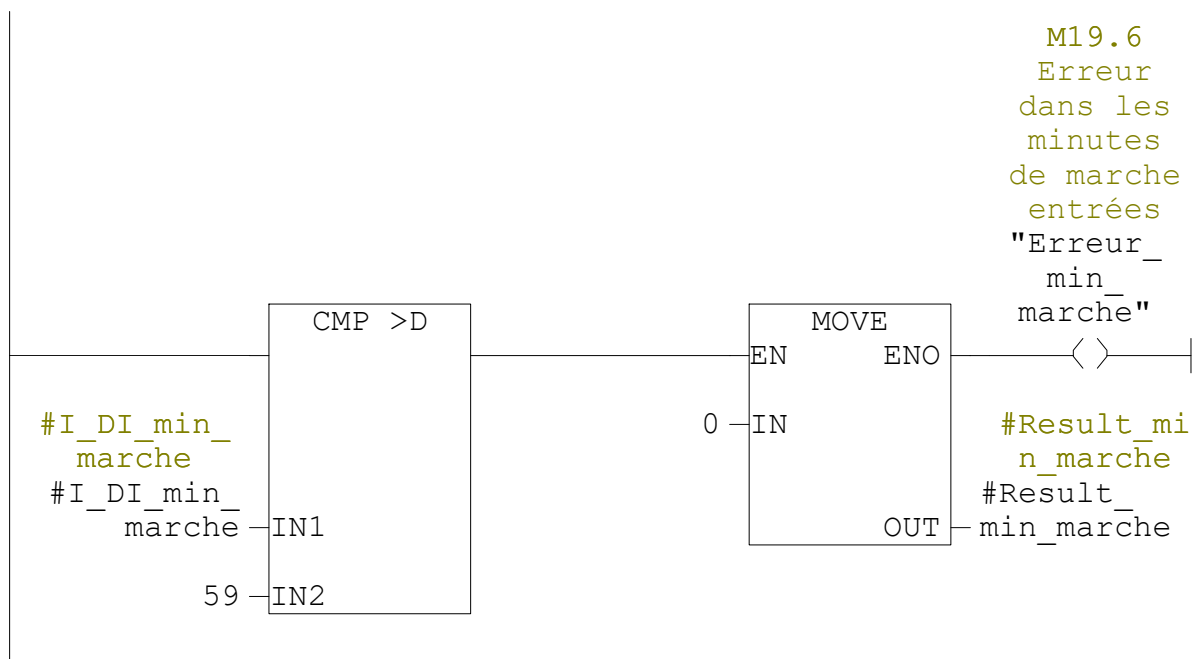 M19.6
Erreur
dans les
minutes
de marche
entrées
"Erreur_
min_
marche"
CMP >D
MOVE
EN ENO
#I_DI_min_
marche
#I_DI_min_
marche
IN1
59
IN2
0
IN
#Result_mi
n_marche
#Result_
min_marche
OUT